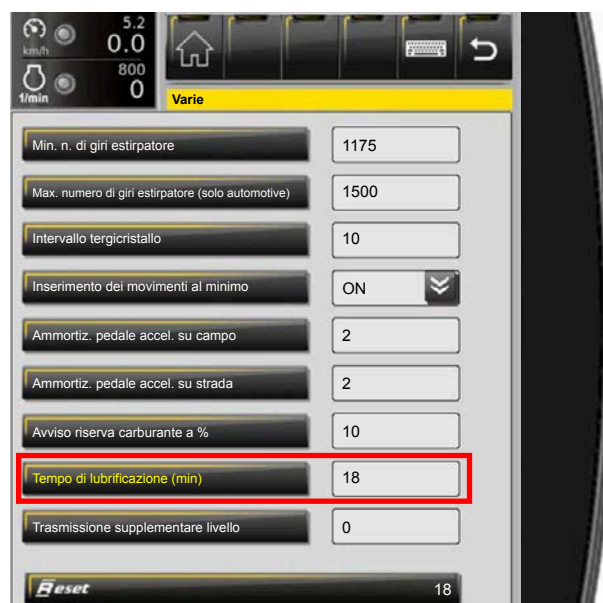 5.2
km/h 0.0
800
1/min 0
Varie
Min. n. di giri estirpatore 1175
Max. numero di giri estirpatore (solo automotive) 1500
Intervallo tergicristallo 10
Inserimento dei movimenti al minimo ON
Ammortiz. pedale accel. su campo 2
Ammortiz. pedale accel. su strada 2
Avviso riserva carburante a % 10
Tempo di lubrificazione (min) 18
Trasmissione supplementare livello 0
Reset 18